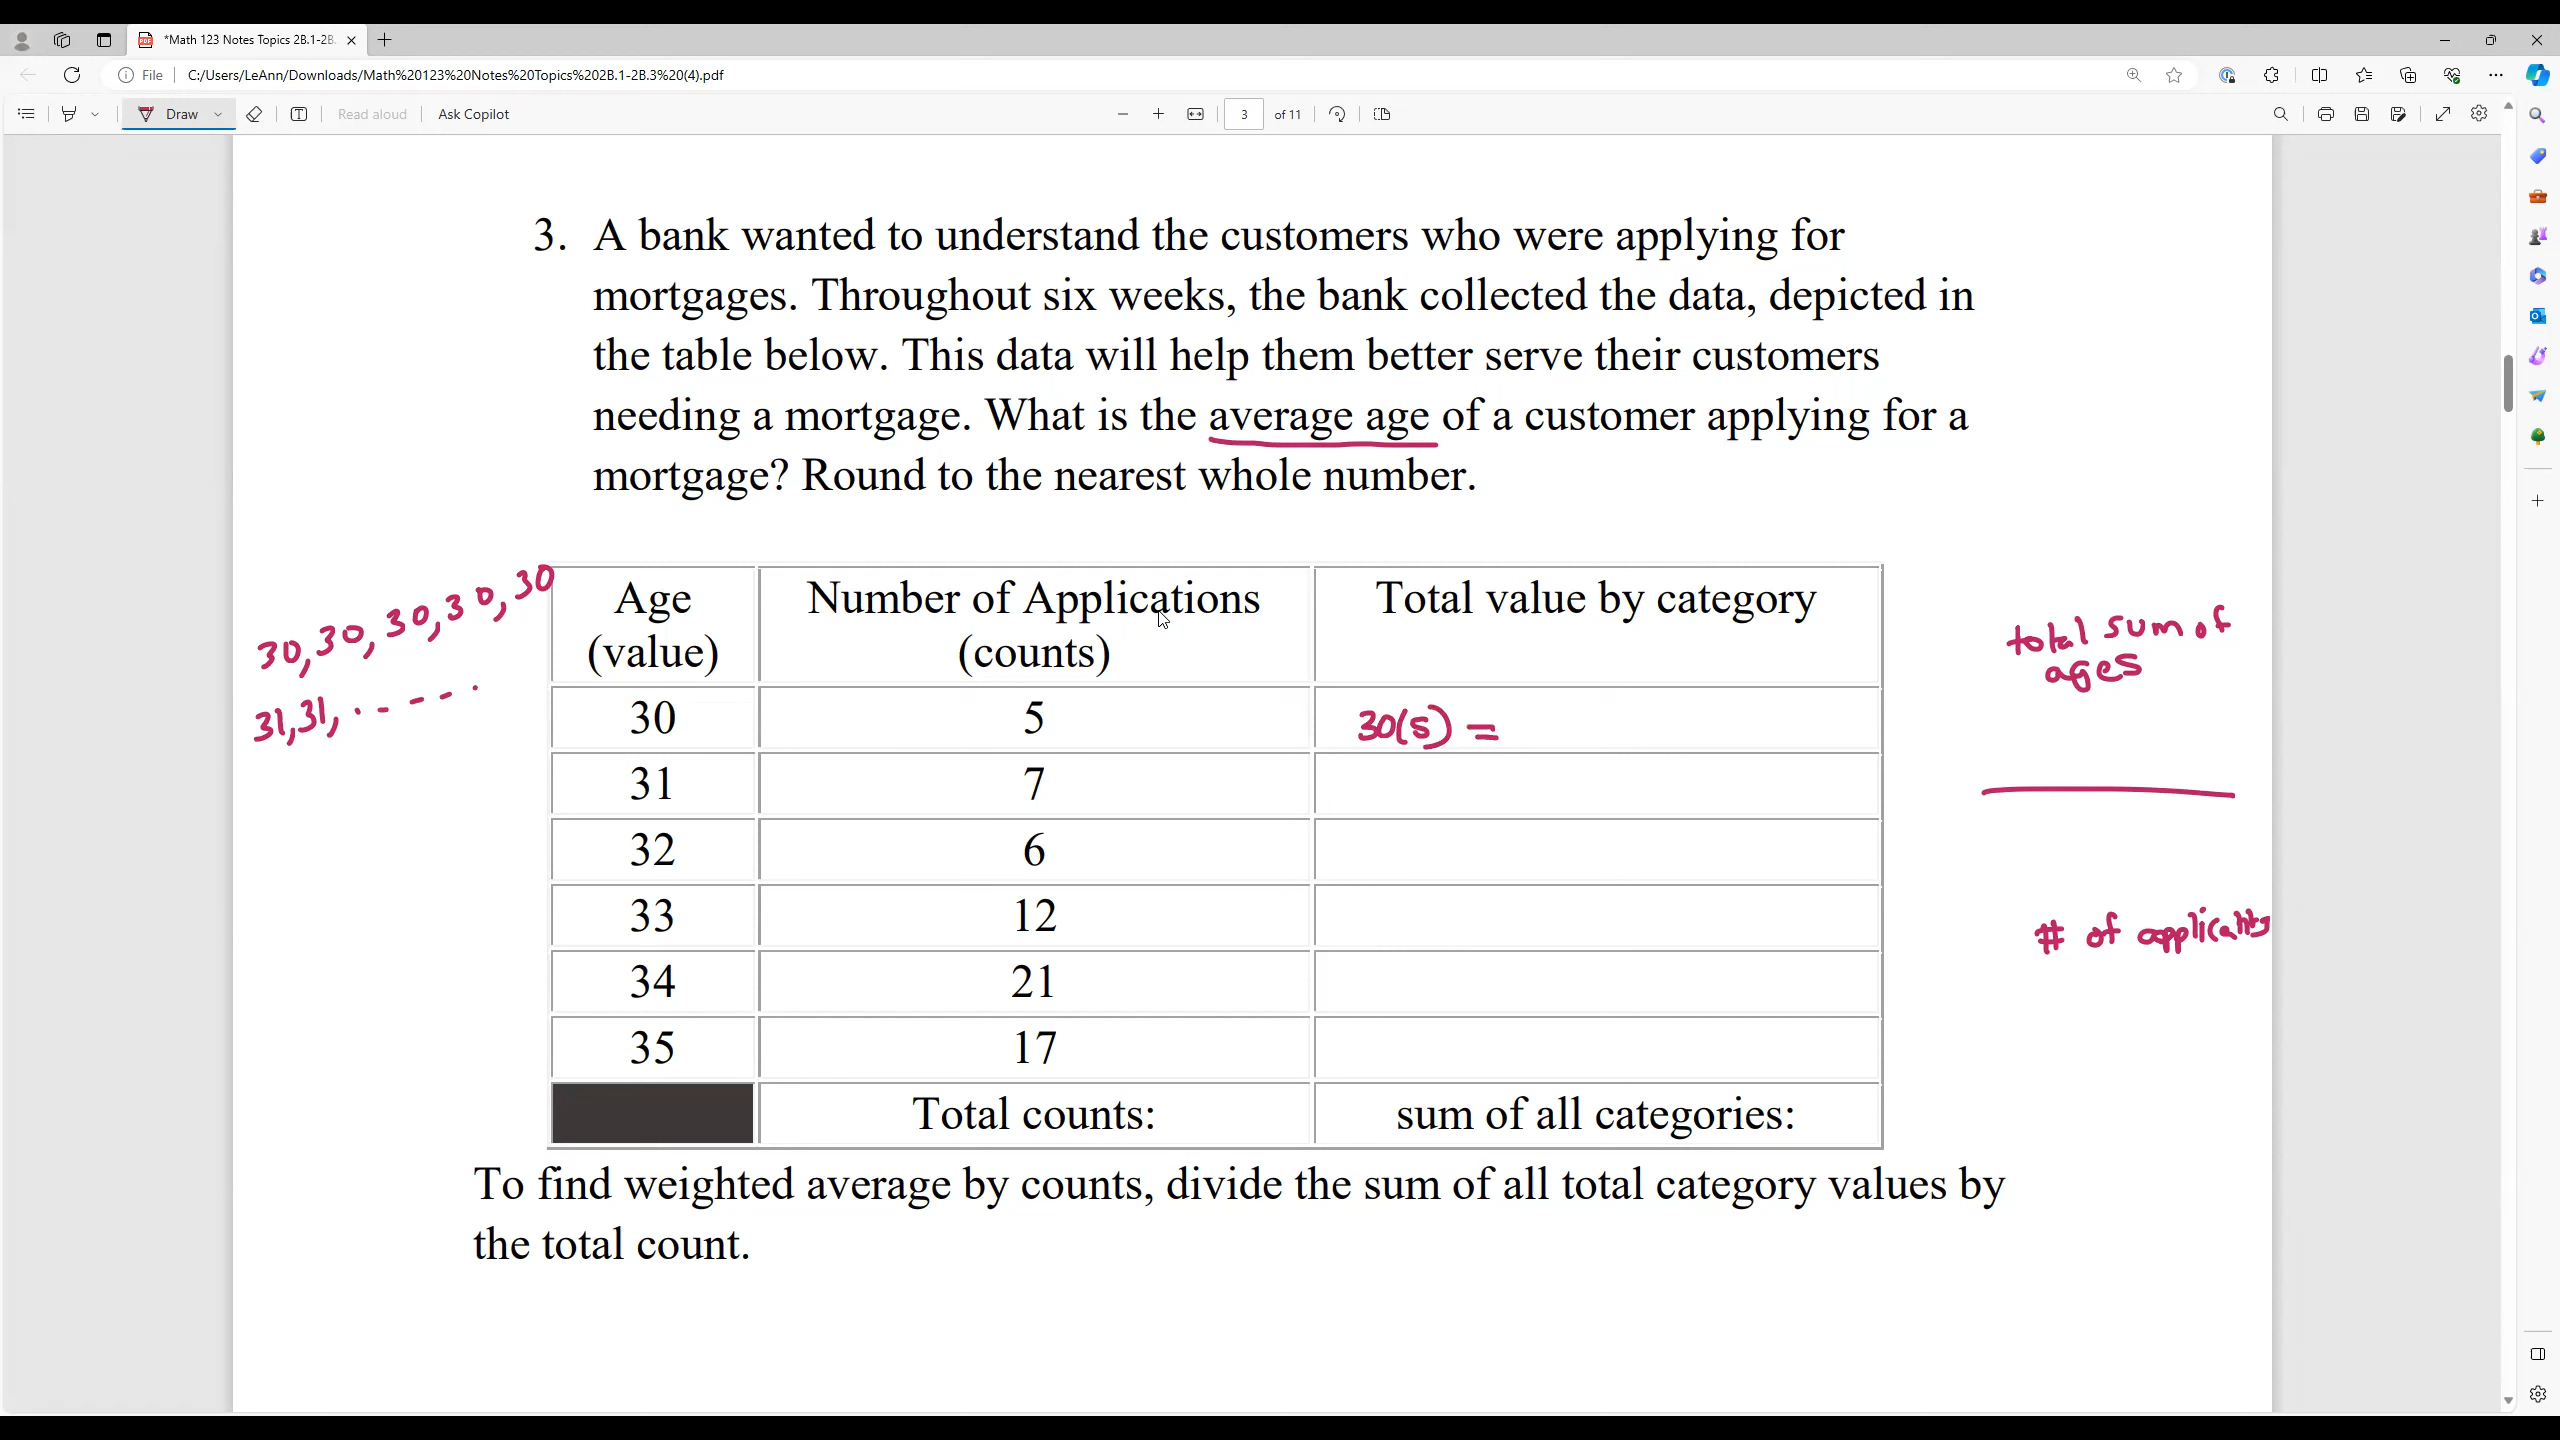 *Math 123 Notes Topics 2B.1-2B.
File C:/Users/LeAnn/Downloads/Math%20123%20Notes%20Topics%202B.1-2B.3%20(4).pdf
Draw Read aloud Ask Copilot 3 of 11
3. A bank wanted to understand the customers who were applying for
mortgages. Throughout six weeks, the bank collected the data, depicted in
the table below. This data will help them better serve their customers
needing a mortgage. What is the average age of a customer applying for a
mortgage? Round to the nearest whole number.
30, 30, 30, 30, 30
31, 31, . - - - .
Age (value) Number of Applications (counts) Total value by category
30 5 30(5) =
31 7
32 6
33 12
34 21
35 17
Total counts: sum of all categories:
total sum of
ages
# of
To find weighted average by counts, divide the sum of all total category values by
the total count.